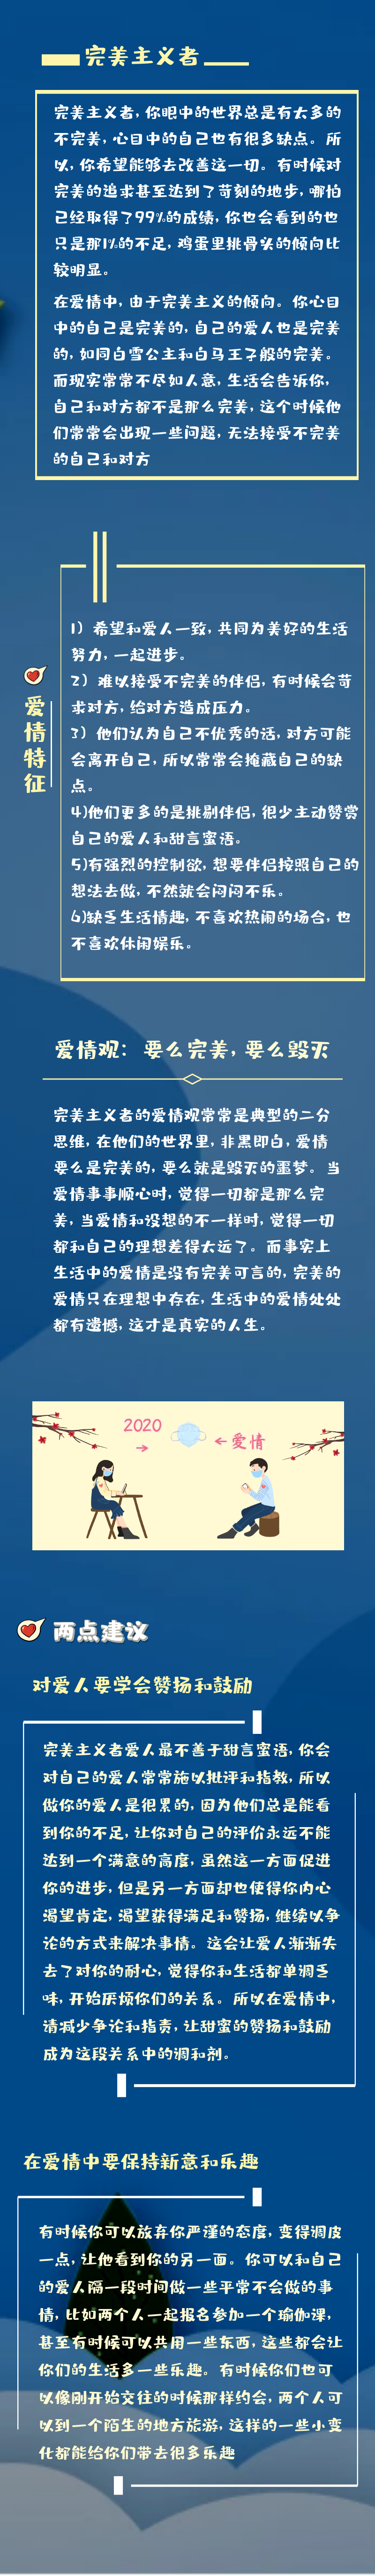 完美主义者
完美主义者,你眼中的世界总是有太多的
不完美,心目中的自己也有很多缺点。所
以,你希望能够去改善这一切。有时候对
完美的追求甚至达到了苛刻的地步,哪怕
已经取得了99%的成绩,你也会看到的也
只是那1%的不足,鸡蛋里挑骨头的倾向比
较明显。
在爱情中,由于完美主义的倾向。你心目
中的自己是完美的,自己的爱人也是完美
的,如同白雪公主和白马王子般的完美。
而现实常常不尽如人意,生活会告诉你,
自己和对方都不是那么完美,这个时候他
们常常会出现一些问题,无法接受不完美
的自己和对方
爱情特征
1)希望和爱人一致,共同为美好的生活
努力,一起进步。
2)难以接受不完美的伴侣,有时候会苛
求对方,给对方造成压力。
3)他们认为自己不优秀的话,对方可能
会离开自己,所以常常会掩藏自己的缺
点。
4)他们更多的是挑剔伴侣,很少主动赞赏
自己的爱人和甜言蜜语。
5)有强烈的控制欲,想要伴侣按照自己的
想法去做,不然就会闷闷不乐。
6)缺乏生活情趣,不喜欢热闹的场合,也
不喜欢休闲娱乐。
爱情观:要么完美,要么毁灭
完美主义者的爱情观常常是典型的二分
思维,在他们的世界里,非黑即白,爱情
要么是完美的,要么就是毁灭的噩梦。当
爱情事事顺心时,觉得一切都是那么完
美,当爱情和设想的不一样时,觉得一切
都和自己的理想差得太远了。而事实上
生活中的爱情是没有完美可言的,完美的
爱情只在理想中存在,生活中的爱情处处
都有遗憾,这才是真实的人生。
2020
→
←爱情
两点建议
对爱人要学会赞扬和鼓励
完美主义者爱人最不善于甜言蜜语,你会
对自己的爱人常常施以批评和指教,所以
做你的爱人是很累的,因为他们总是能看
到你的不足,让你对自己的评价永远不能
达到一个满意的高度,虽然这一方面促进
你的进步,但是另一方面却也使得你内心
渴望肯定,渴望获得满足和赞扬,继续以争
论的方式来解决事情。这会让爱人渐渐失
去了对你的耐心,觉得你和生活都单调乏
味,开始厌烦你们的关系。所以在爱情中,
请减少争论和指责,让甜蜜的赞扬和鼓励
成为这段关系中的调和剂。
在爱情中要保持新意和乐趣
有时候你可以放弃你严谨的态度,变得调皮
一点,让他看到你的另一面。你可以和自己
的爱人隔一段时间做一些平常不会做的事
情,比如两个人一起报名参加一个瑜伽课,
甚至有时候可以共用一些东西,这些都会让
你们的生活多一些乐趣。有时候你们也可
以像刚开始交往的时候那样约会,两个人可
以到一个陌生的地方旅游,这样的一些小变
化都能给你们带去很多乐趣